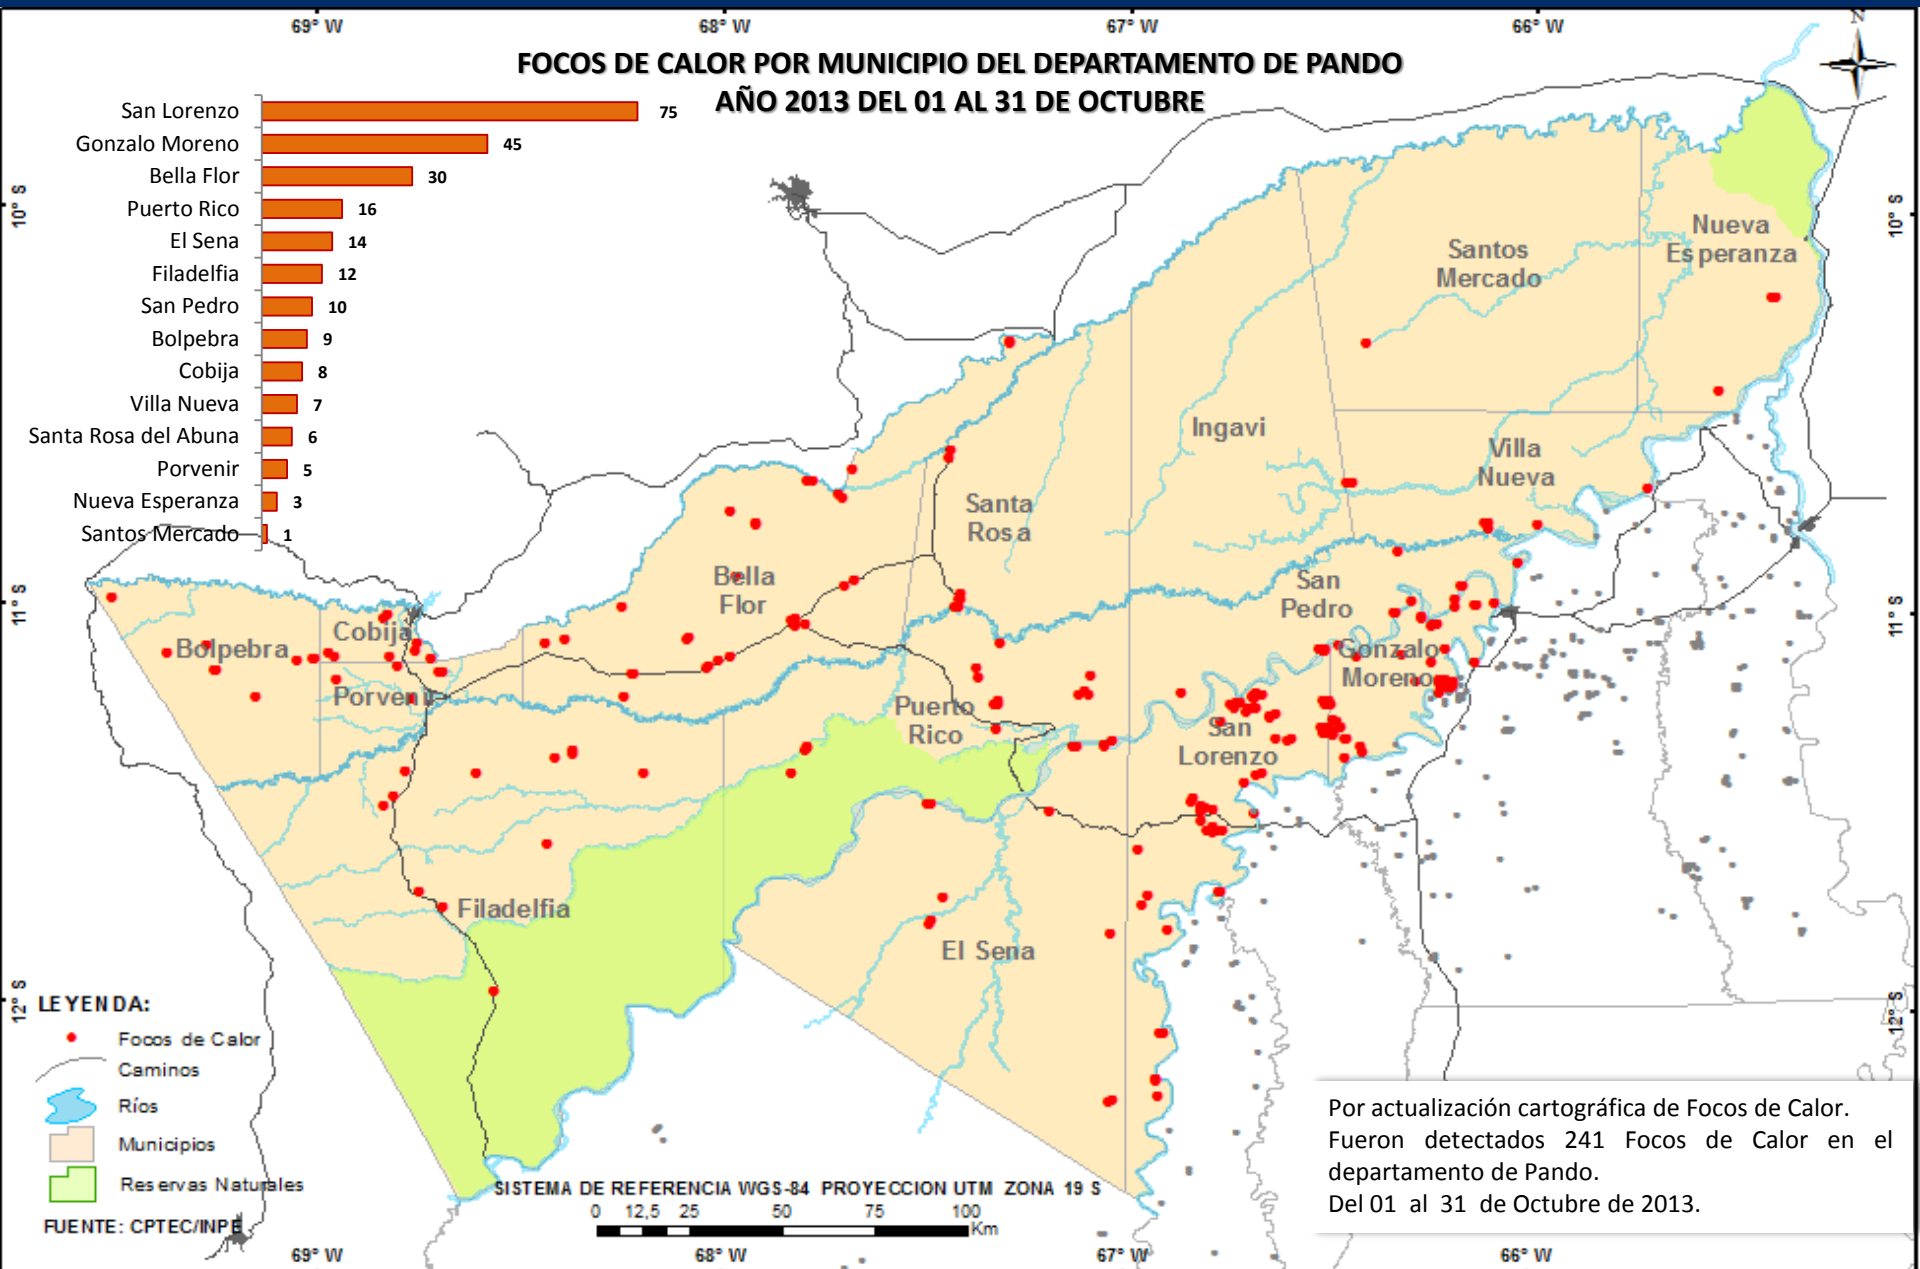 69° W
68° W
67° W
66° W
N
FOCOS DE CALOR POR MUNICIPIO DEL DEPARTAMENTO DE PANDO
AÑO 2013 DEL 01 AL 31 DE OCTUBRE
San Lorenzo 75
Gonzalo Moreno 45
Bella Flor 30
Puerto Rico 16
El Sena 14
Filadelfia 12
San Pedro 10
Bolpebra 9
Cobija 8
Villa Nueva 7
Santa Rosa del Abuna 6
Porvenir 5
Nueva Esperanza 3
Santos Mercado 1
10° S
10° S
11° S
11° S
12° S
12° S
Nueva
Esperanza
Santos
Mercado
Ingavi
Villa
Nueva
Santa
Rosa
Bella
Flor
San
Pedro
Cobija
Bolpebra
Gonzalo
Moreno
Porvenir
Puerto
Rico
San
Lorenzo
Filadelfia
El Sena
LEYENDA:
Focos de Calor
Caminos
Ríos
Municipios
Reservas Naturales
FUENTE: CPTEC/INPE
SISTEMA DE REFERENCIA WGS-84 PROYECCION UTM ZONA 19 S
0 12,5 25 50 75 100
Km
Por actualización cartográfica de Focos de Calor.
Fueron detectados 241 Focos de Calor en el
departamento de Pando.
Del 01 al 31 de Octubre de 2013.
69° W
68° W
67° W
66° W